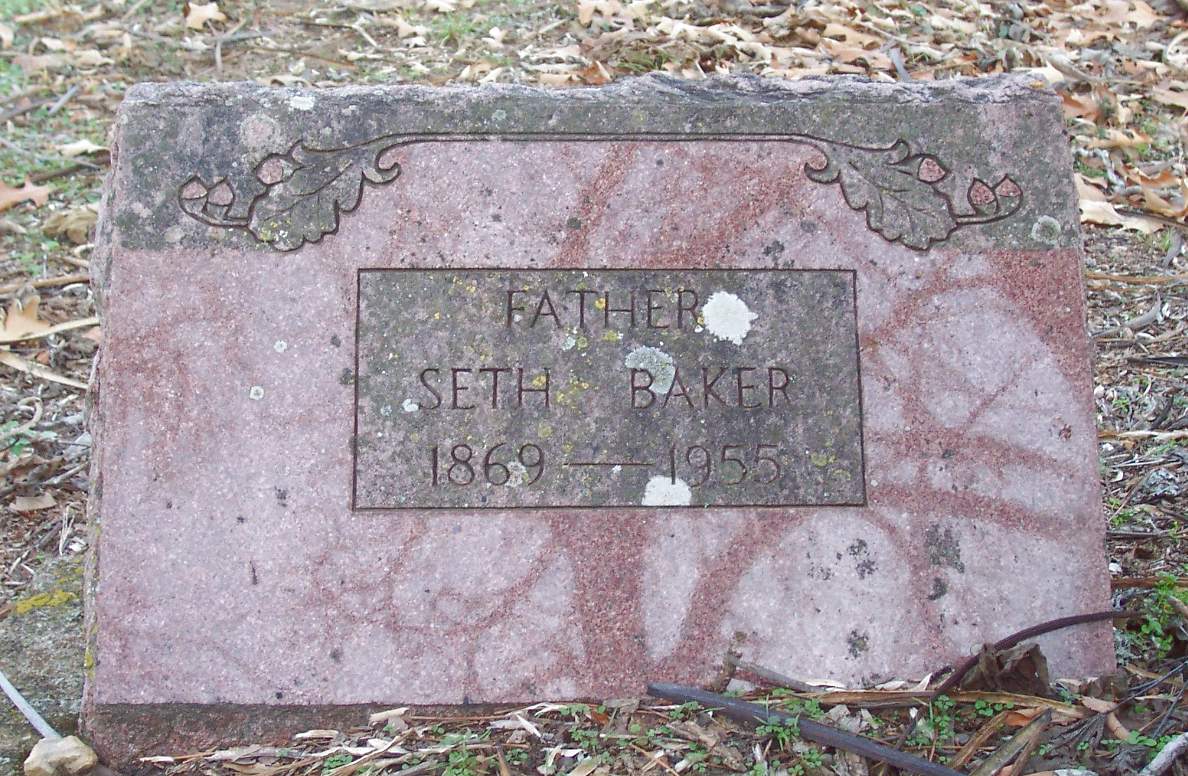 FATHER
SETH BAKER
1869 — 1955